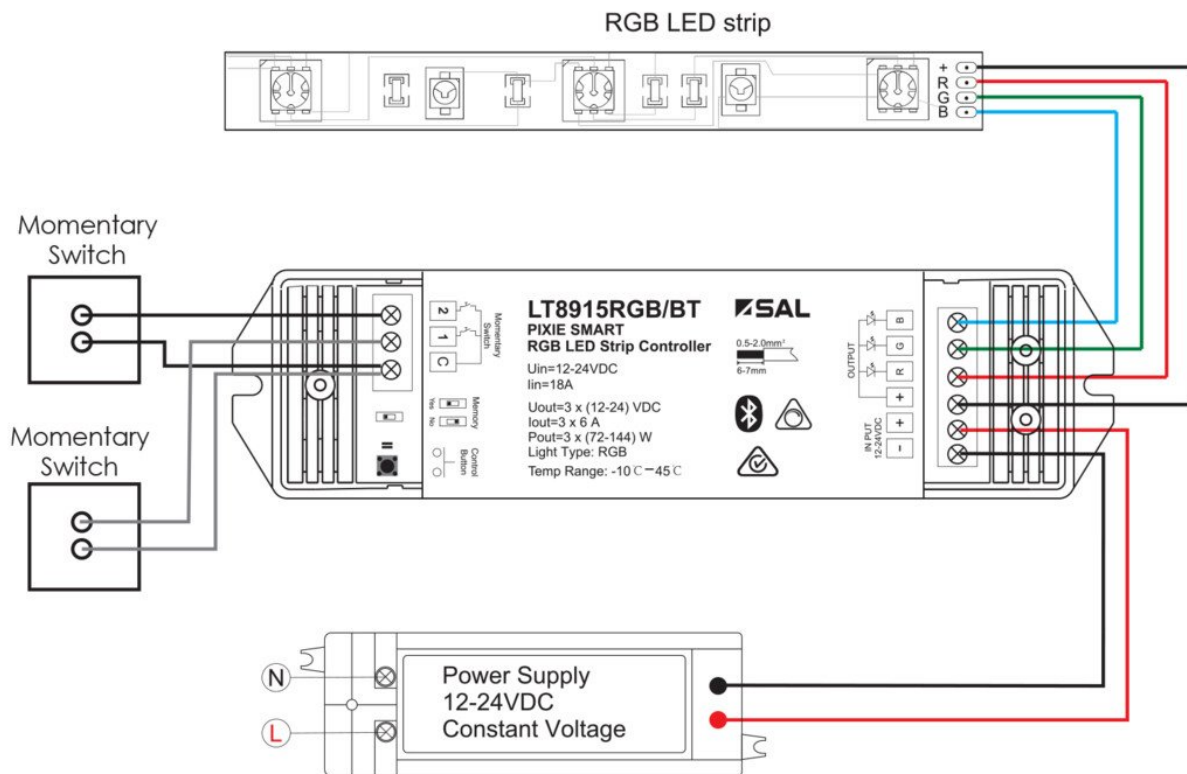 RGB LED strip
+
R
G
B
Momentary
Switch
Momentary
Switch
2
1
C
Momentary
Switch
Yes
No
Memory
Control
Button
LT8915RGB/BT
PIXIE SMART
RGB LED Strip Controller
Uin=12-24VDC
Iin=18A
Uout=3 x (12-24) VDC
Iout=3 x 6 A
Pout=3 x (72-144) W
Light Type: RGB
Temp Range: -10℃-45℃
SAL
0.5-2.0mm²
6-7mm
OUTPUT
B
G
R
+
IN PUT
12-24VDC
+
-
N
L
Power Supply
12-24VDC
Constant Voltage